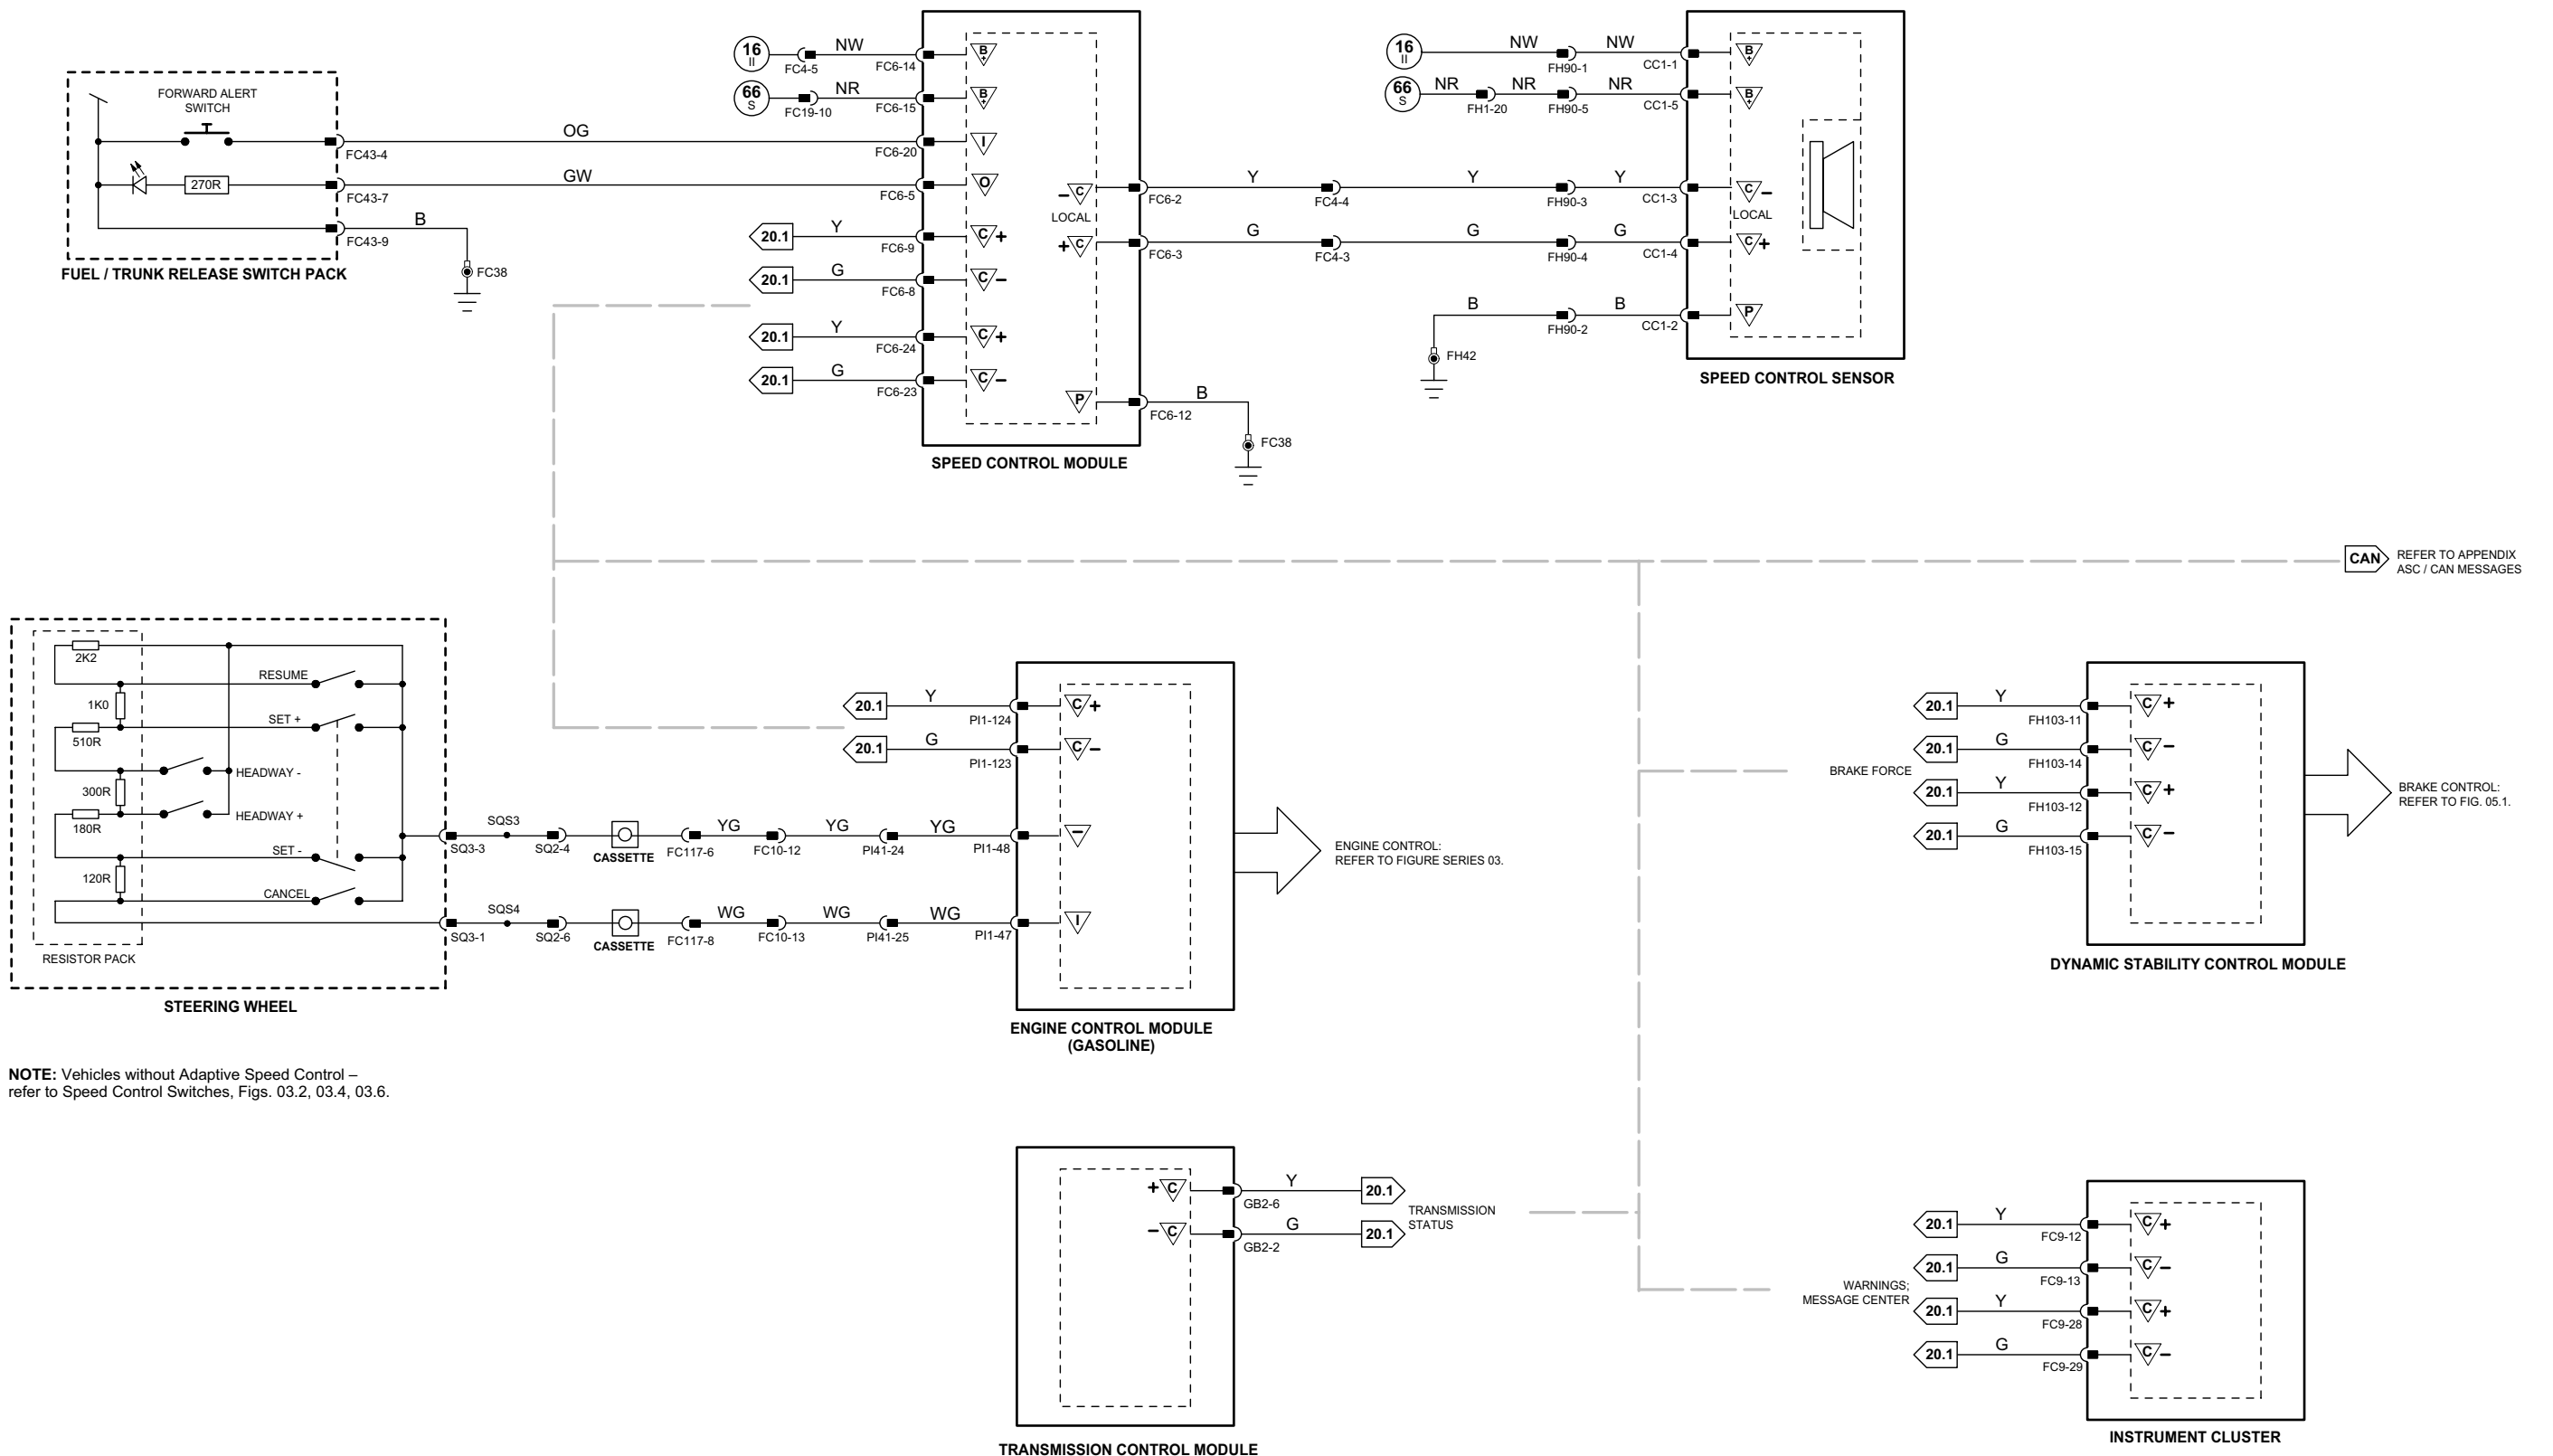 FORWARD ALERT
SWITCH
270R
FC43-4
FC43-7
FC43-9
OG
GW
B
FC38
FUEL / TRUNK RELEASE SWITCH PACK
16
II
FC4-5
NW
FC6-14
B
+
66
S
FC19-10
NR
FC6-15
B
+
FC6-20
I
FC6-5
O
20.1
Y
FC6-9
C +
20.1
G
FC6-8
C –
20.1
Y
FC6-24
C +
20.1
G
FC6-23
C –
– C
LOCAL
+ C
P
FC6-2
FC6-3
FC6-12
B
FC38
SPEED CONTROL MODULE
Y
FC4-4
Y
FH90-3
Y
CC1-3
G
FC4-3
G
FH90-4
G
CC1-4
16
II
NW
FH90-1
NW
CC1-1
B
+
66
S
NR
FH1-20
NR
FH90-5
NR
CC1-5
B
+
C –
LOCAL
C +
B
FH90-2
B
CC1-2
P
FH42
SPEED CONTROL SENSOR
CAN
REFER TO APPENDIX
ASC / CAN MESSAGES
2K2
RESUME
1K0
SET +
510R
HEADWAY -
300R
HEADWAY +
180R
SET -
120R
CANCEL
RESISTOR PACK
STEERING WHEEL
SQ3-3
SQS3
SQ2-4
CASSETTE
FC117-6
YG
FC10-12
YG
PI41-24
YG
PI1-48
–
SQ3-1
SQS4
SQ2-6
CASSETTE
FC117-8
WG
FC10-13
WG
PI41-25
WG
PI1-47
I
20.1
Y
PI1-124
C +
20.1
G
PI1-123
C –
ENGINE CONTROL:
REFER TO FIGURE SERIES 03.
ENGINE CONTROL MODULE
(GASOLINE)
BRAKE FORCE
20.1
Y
FH103-11
C +
20.1
G
FH103-14
C –
20.1
Y
FH103-12
C +
20.1
G
FH103-15
C –
BRAKE CONTROL:
REFER TO FIG. 05.1.
DYNAMIC STABILITY CONTROL MODULE
NOTE: Vehicles without Adaptive Speed Control –
refer to Speed Control Switches, Figs. 03.2, 03.4, 03.6.
+ C
GB2-6
Y
20.1
– C
GB2-2
G
20.1
TRANSMISSION
STATUS
TRANSMISSION CONTROL MODULE
WARNINGS;
MESSAGE CENTER
20.1
Y
FC9-12
C +
20.1
G
FC9-13
C –
20.1
Y
FC9-28
C +
20.1
G
FC9-29
C –
INSTRUMENT CLUSTER